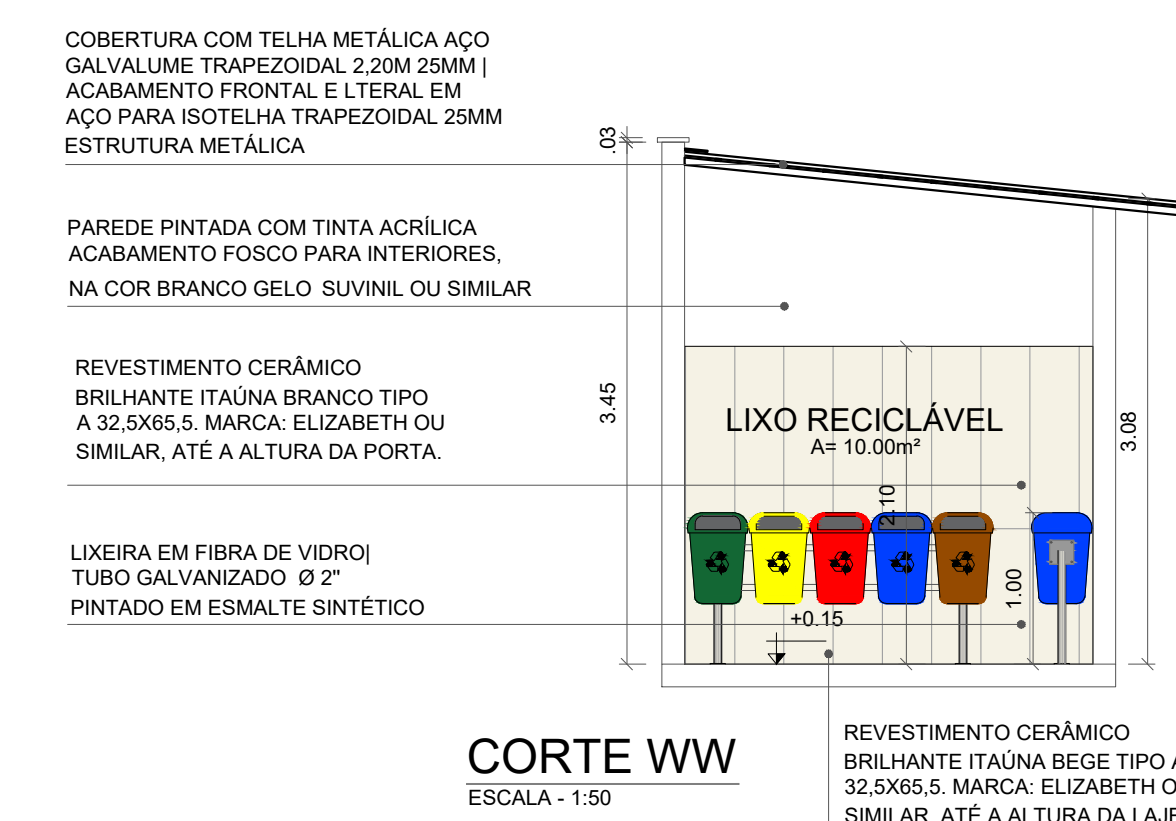 COBERTURA COM TELHA METÁLICA AÇO
GALVALUME TRAPEZOIDAL 2,20M 25MM |
ACABAMENTO FRONTAL E LTERAL EM
AÇO PARA ISOTELHA TRAPEZOIDAL 25MM
ESTRUTURA METÁLICA
.03
PAREDE PINTADA COM TINTA ACRÍLICA
ACABAMENTO FOSCO PARA INTERIORES,
NA COR BRANCO GELO SUVINIL OU SIMILAR
REVESTIMENTO CERÂMICO
BRILHANTE ITAÚNA BRANCO TIPO
A 32,5X65,5. MARCA: ELIZABETH OU
SIMILAR, ATÉ A ALTURA DA PORTA.
3.45
LIXO RECICLÁVEL
A= 10.00m²
3.08
2.10
LIXEIRA EM FIBRA DE VIDRO|
TUBO GALVANIZADO Ø 2"
PINTADO EM ESMALTE SINTÉTICO
1.00
+0.15
CORTE WW
ESCALA - 1:50
REVESTIMENTO CERÂMICO
BRILHANTE ITAÚNA BEGE TIPO A
32,5X65,5. MARCA: ELIZABETH O
SIMILAR, ATÉ A ALTURA DA LAJE